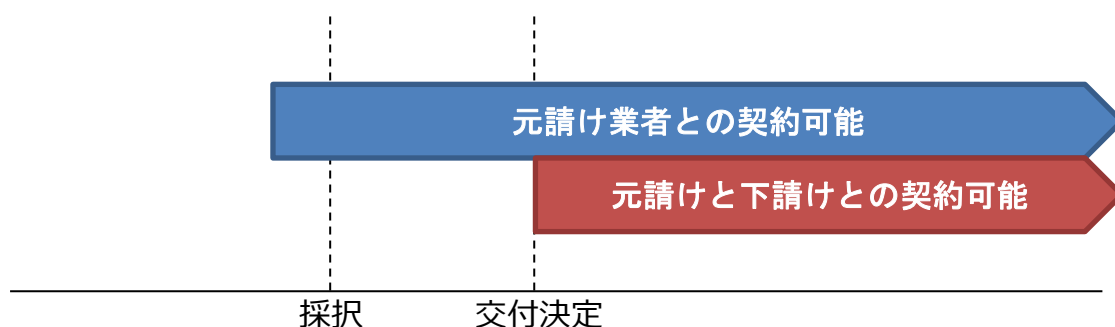 元請け業者との契約可能
元請けと下請けとの契約可能
採択
交付決定